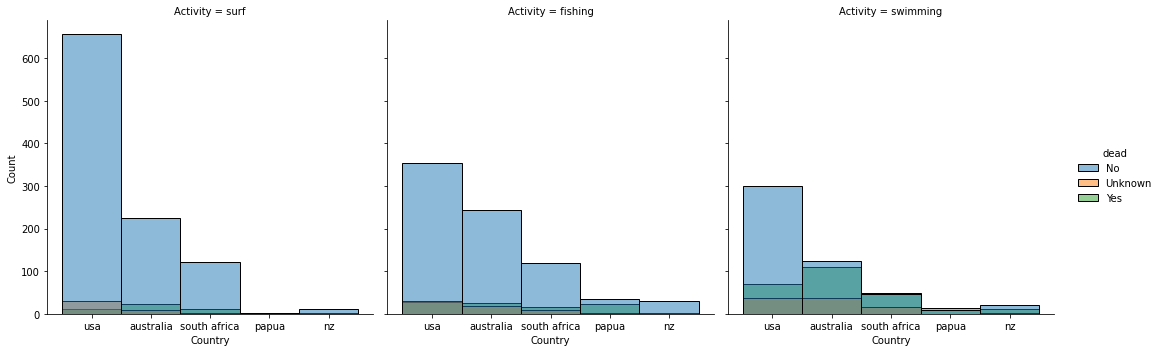 Activity = surf
Activity = fishing
Activity = swimming
600
500
400
300
200
100
0
Count
usa australia south africa papua nz
usa australia south africa papua nz
usa australia south africa papua nz
Country
Country
Country
dead
No
Unknown
Yes